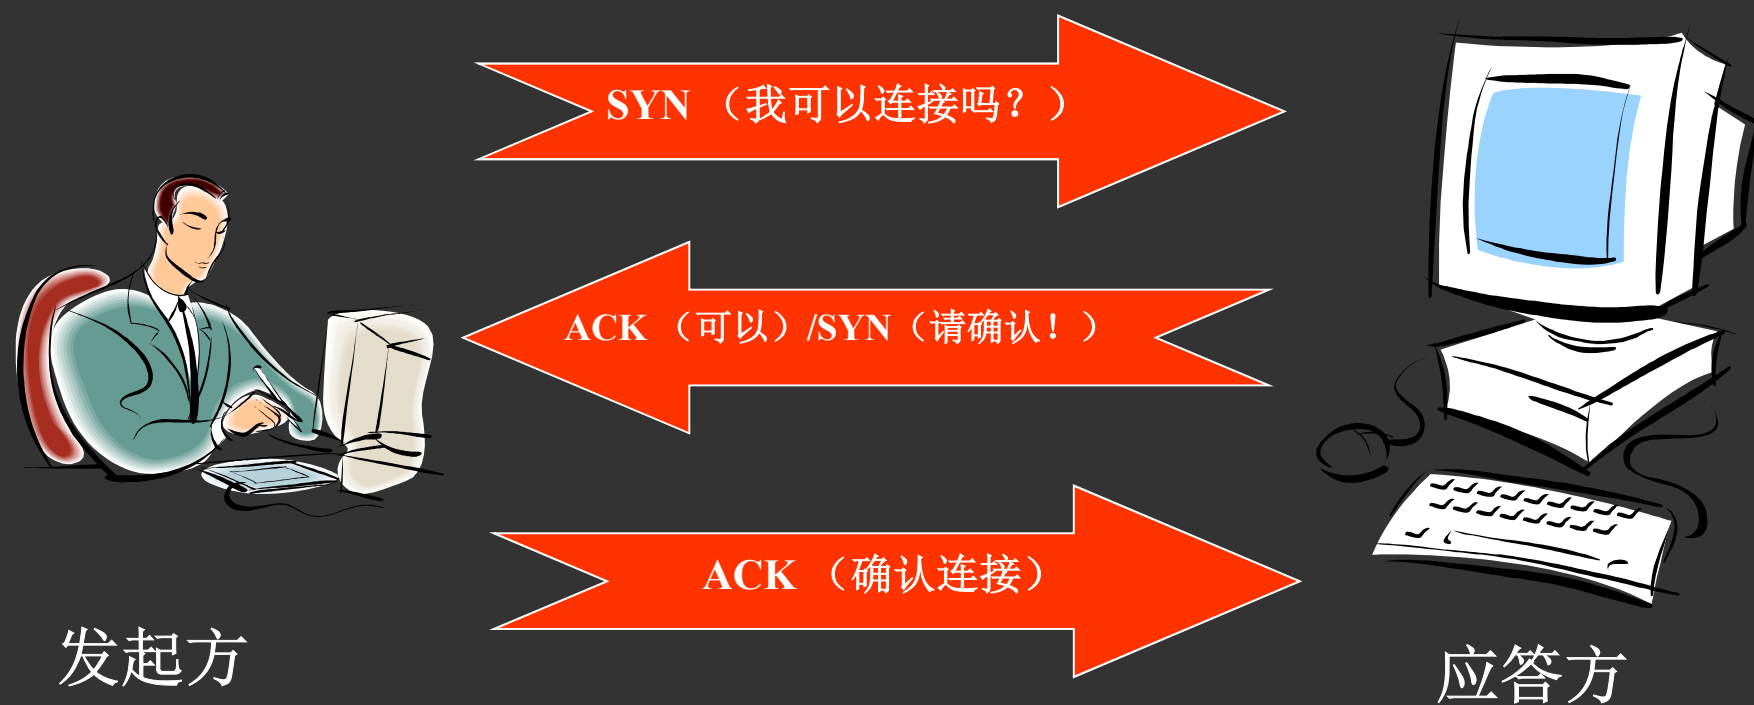 SYN （我可以连接吗？）
ACK （可以）/SYN（请确认！）
ACK （确认连接）
发起方
应答方